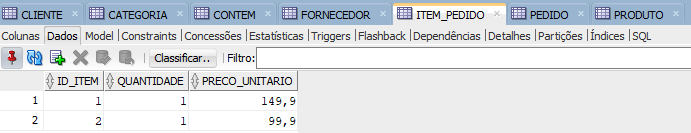 CLIENTE CATEGORIA CONTEM FORNECEDOR ITEM_PEDIDO PEDIDO PRODUTO
Colunas Dados Model Constraints Concessões Estatísticas Triggers Flashback Dependências Detalhes Partições Índices SQL
Classificar.. Filtro:
ID_ITEM QUANTIDADE PRECO_UNITARIO
1 1 1 149,9
2 2 1 99,9